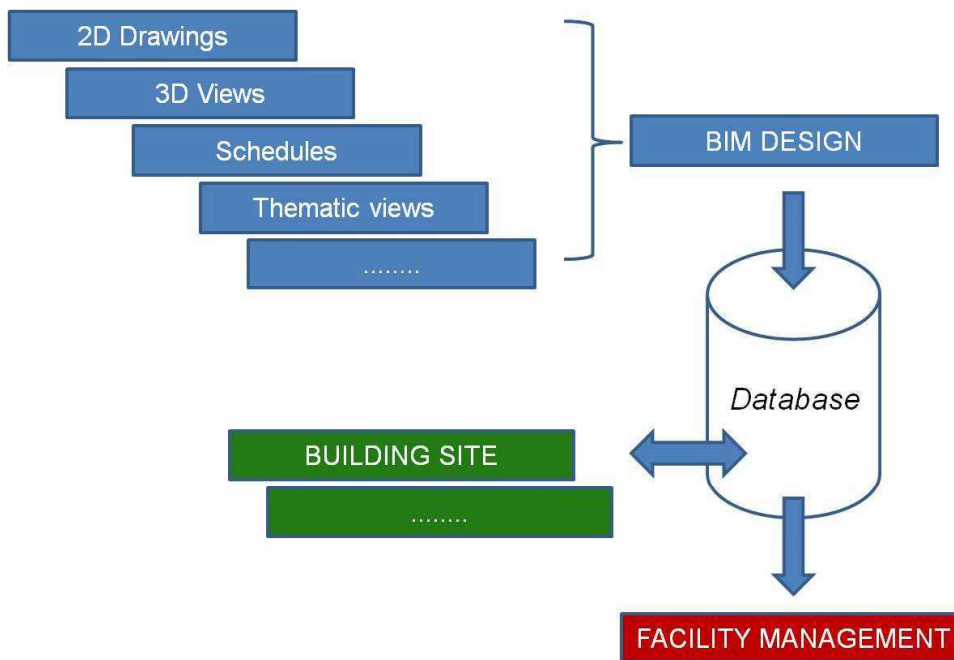 2D Drawings
3D Views
Schedules
Thematic views
........
BIM DESIGN
Database
BUILDING SITE
........
FACILITY MANAGEMENT